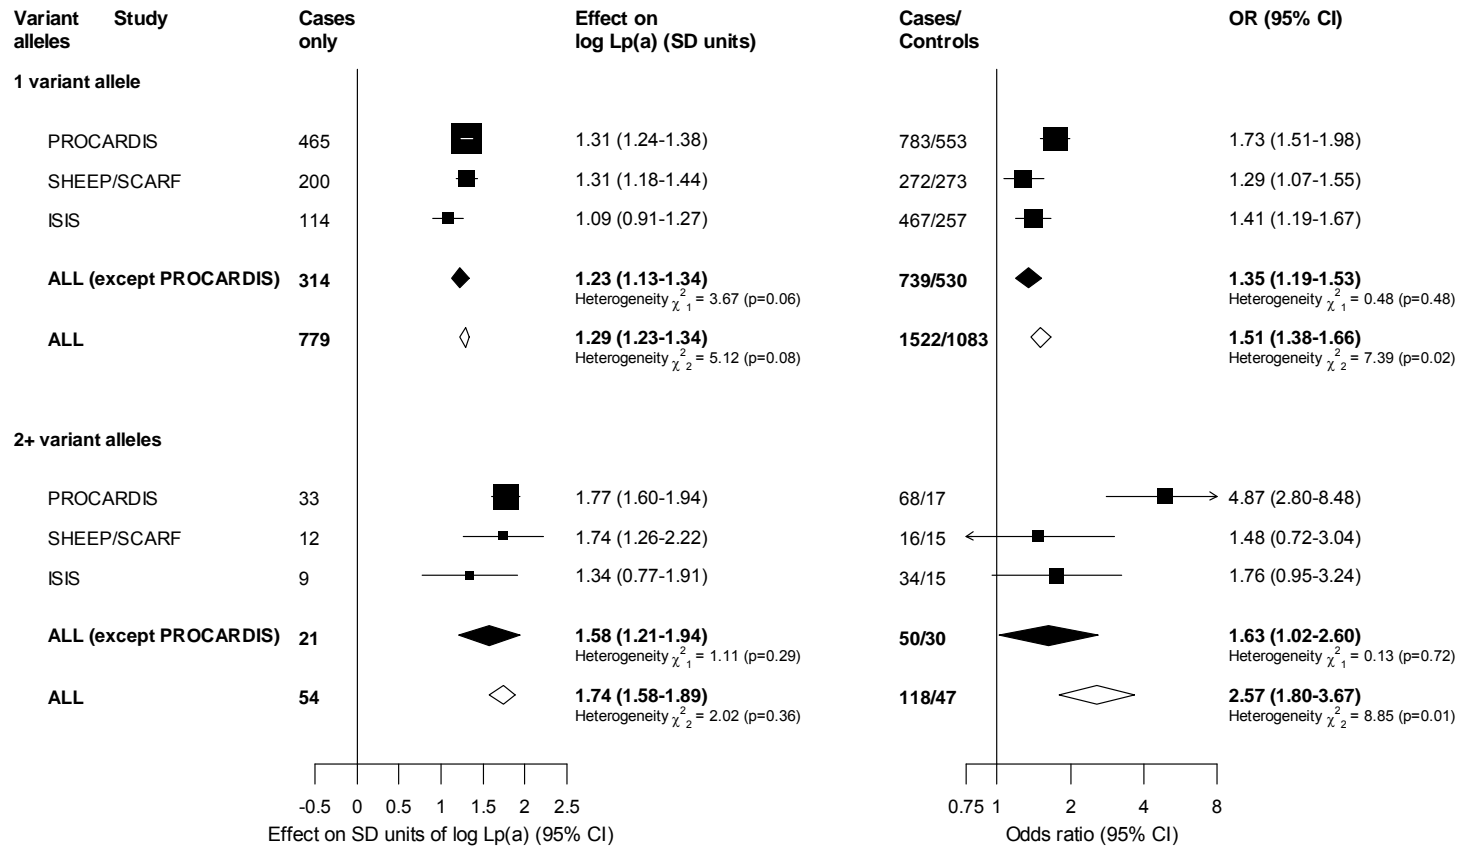 Variant Study Cases Effect on Cases/ OR (95% CI)
alleles only log Lp(a) (SD units) Controls
1 variant allele
PROCARDIS 465 1.31 (1.24-1.38) 783/553 1.73 (1.51-1.98)
SHEEP/SCARF 200 1.31 (1.18-1.44) 272/273 1.29 (1.07-1.55)
ISIS 114 1.09 (0.91-1.27) 467/257 1.41 (1.19-1.67)
ALL (except PROCARDIS) 314 1.23 (1.13-1.34) 739/530 1.35 (1.19-1.53)
Heterogeneity χ²₁ = 3.67 (p=0.06) Heterogeneity χ²₁ = 0.48 (p=0.48)
ALL 779 1.29 (1.23-1.34) 1522/1083 1.51 (1.38-1.66)
Heterogeneity χ²₂ = 5.12 (p=0.08) Heterogeneity χ²₂ = 7.39 (p=0.02)
2+ variant alleles
PROCARDIS 33 1.77 (1.60-1.94) 68/17 4.87 (2.80-8.48)
SHEEP/SCARF 12 1.74 (1.26-2.22) 16/15 1.48 (0.72-3.04)
ISIS 9 1.34 (0.77-1.91) 34/15 1.76 (0.95-3.24)
ALL (except PROCARDIS) 21 1.58 (1.21-1.94) 50/30 1.63 (1.02-2.60)
Heterogeneity χ²₁ = 1.11 (p=0.29) Heterogeneity χ²₁ = 0.13 (p=0.72)
ALL 54 1.74 (1.58-1.89) 118/47 2.57 (1.80-3.67)
Heterogeneity χ²₂ = 2.02 (p=0.36) Heterogeneity χ²₂ = 8.85 (p=0.01)
-0.5 0 0.5 1 1.5 2 2.5 0.75 1 2 4 8
Effect on SD units of log Lp(a) (95% CI) Odds ratio (95% CI)